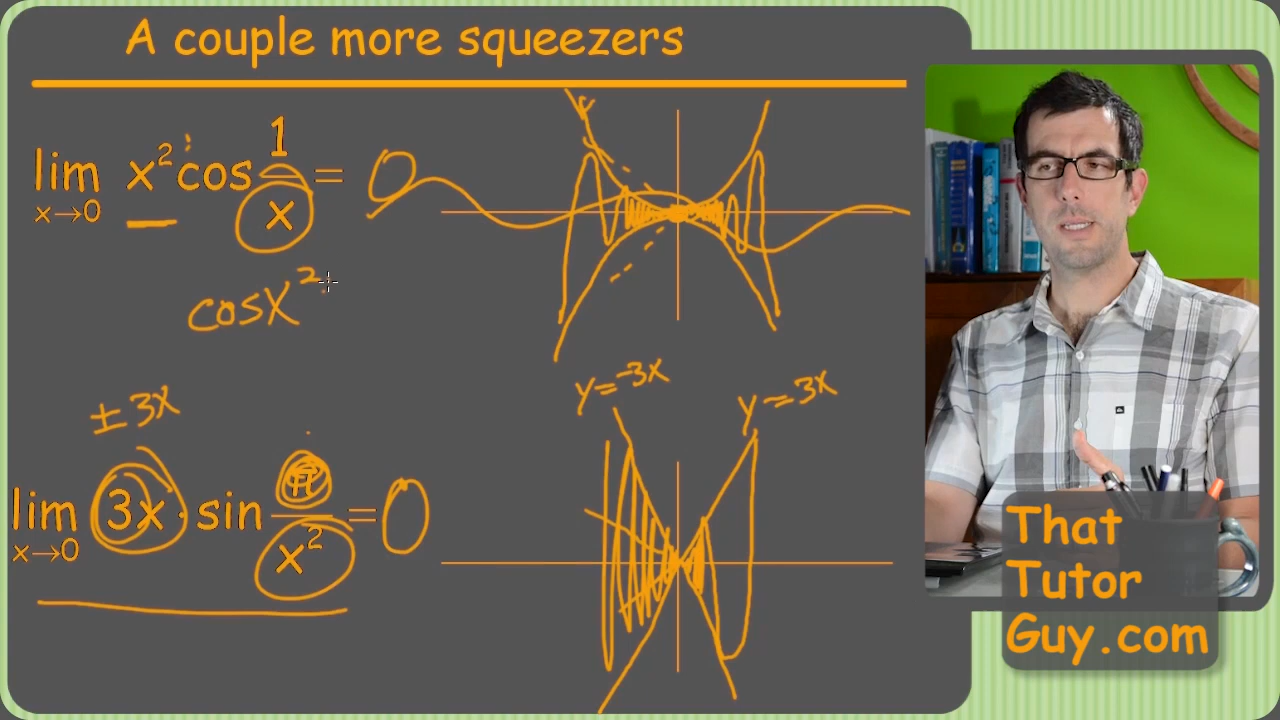 A couple more squeezers
lim x→0 x² cos 1/x = 0
cosx²
y=-3x
y=3x
±3x
lim x→0 3x · sin π/x² = 0
That
Tutor
Guy.com